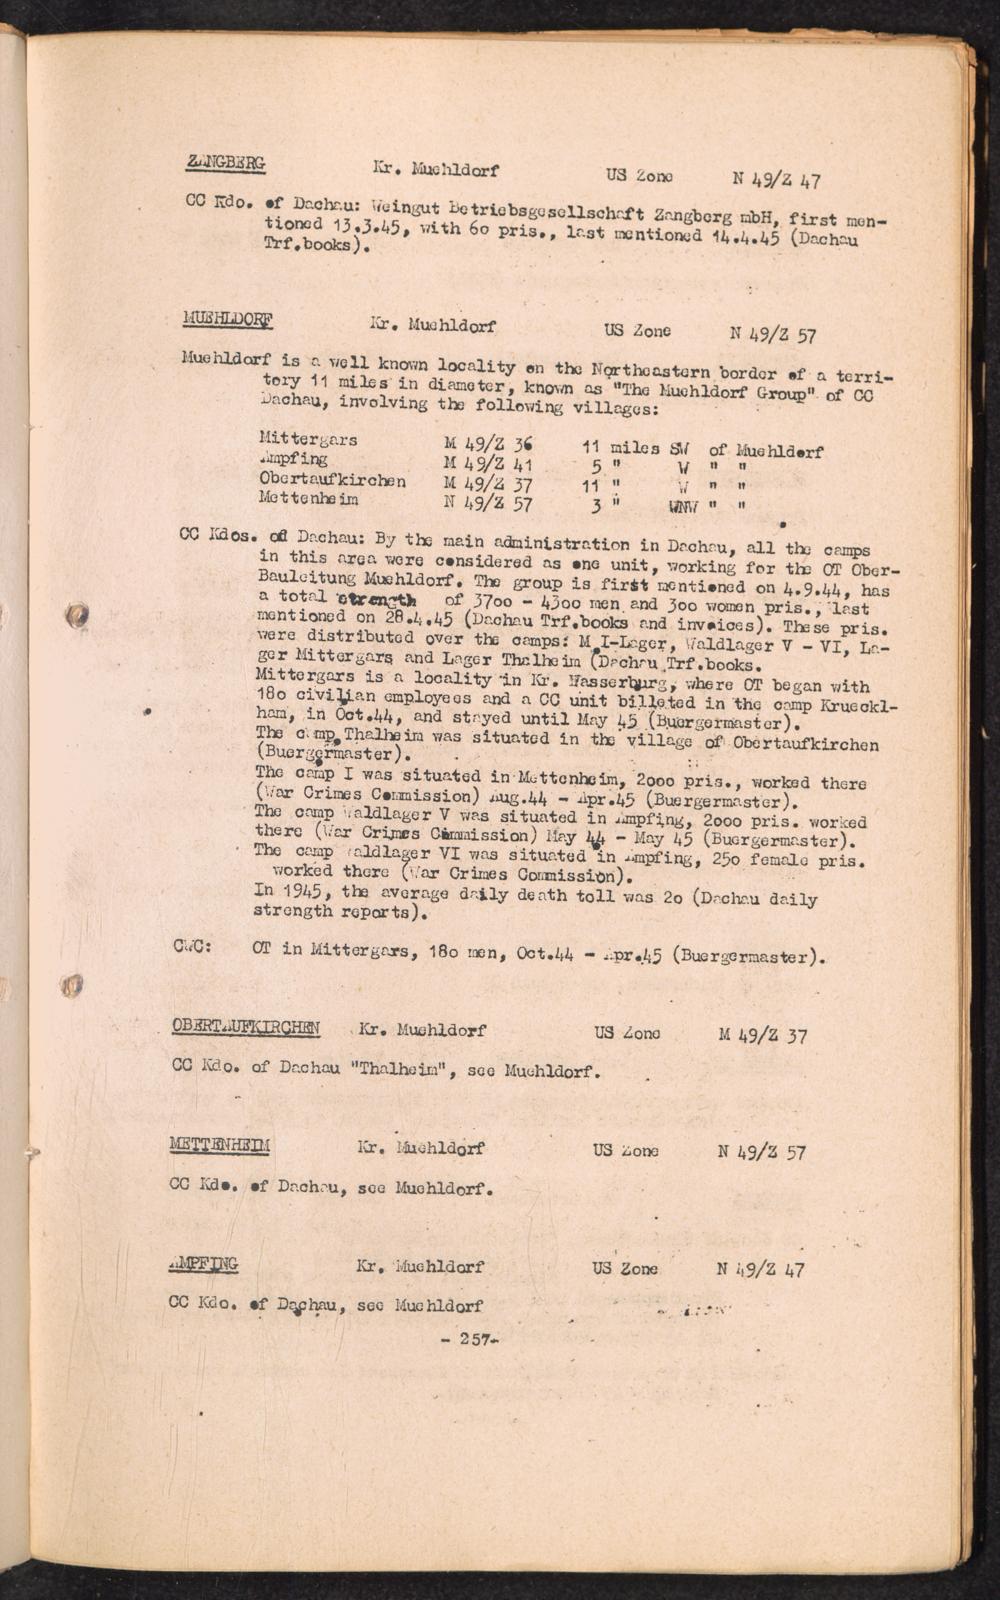 ZANGBERG Kr. Muehldorf US Zone N 49/Z 47
CC Kdo. of Dachau: Weingut Betriebsgesellschaft Zangberg mbH, first men-
tioned 13.3.45, with 6o pris., last mentioned 14.4.45 (Dachau
Trf.books).
MUEHLDORF Kr. Muehldorf US Zone N 49/Z 57
Muehldorf is a well known locality on the Northeastern border of a terri-
tory 11 miles in diameter, known as "The Muehldorf Group" of CC
Dachau, involving the following villages:
Mittergars M 49/Z 36 11 miles SW of Muehldorf
Ampfing M 49/Z 41 5 " W " "
Obertaufkirchen M 49/Z 37 11 " W " "
Mettenheim N 49/Z 57 3 " WNW " "
CC Kdos. of Dachau: By the main administration in Dachau, all the camps
in this area were considered as one unit, working for the OT Ober-
Bauleitung Muehldorf. The group is first mentioned on 4.9.44, has
a total strength of 37oo - 43oo men and 3oo women pris., last
mentioned on 28.4.45 (Dachau Trf.books and invoices). These pris.
were distributed over the camps: M I-Lager, Waldlager V - VI, La-
ger Mittergars and Lager Thalheim (Dachau Trf.books.
Mittergars is a locality in Kr. Wasserburg, where OT began with
18o civilian employees and a CC unit billeted in the camp Krueckl-
ham, in Oct.44, and stayed until May 45 (Buergermaster).
The camp Thalheim was situated in the village of Obertaufkirchen
(Buergermaster).
The camp I was situated in Mettenheim, 2ooo pris., worked there
(War Crimes Commission) Aug.44 - Apr.45 (Buergermaster).
The camp Waldlager V was situated in Ampfing, 2ooo pris. worked
there (War Crimes Commission) May 44 - May 45 (Buergermaster).
The camp Waldlager VI was situated in Ampfing, 25o female pris.
worked there (War Crimes Commission).
In 1945, the average daily death toll was 2o (Dachau daily
strength reports).
CWC: OT in Mittergars, 18o men, Oct.44 - Apr.45 (Buergermaster).
OBERTAUFKIRCHEN Kr. Muehldorf US Zone M 49/Z 37
CC Kdo. of Dachau "Thalheim", see Muehldorf.
METTENHEIM Kr. Muehldorf US Zone N 49/Z 57
CC Kdo. of Dachau, see Muehldorf.
AMPFING Kr. Muehldorf US Zone N 49/Z 47
CC Kdo. of Dachau, see Muehldorf
- 257-